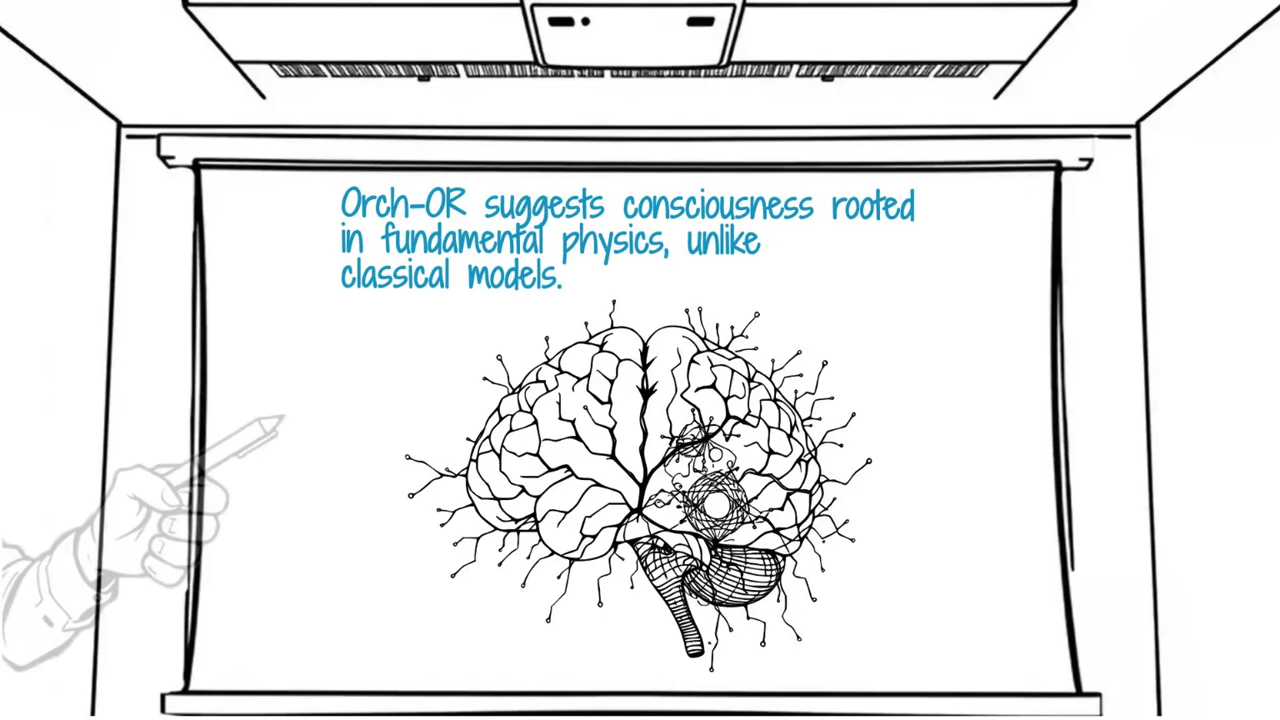 Orch-OR suggests consciousness rooted
in fundamental physics, unlike
classical models.